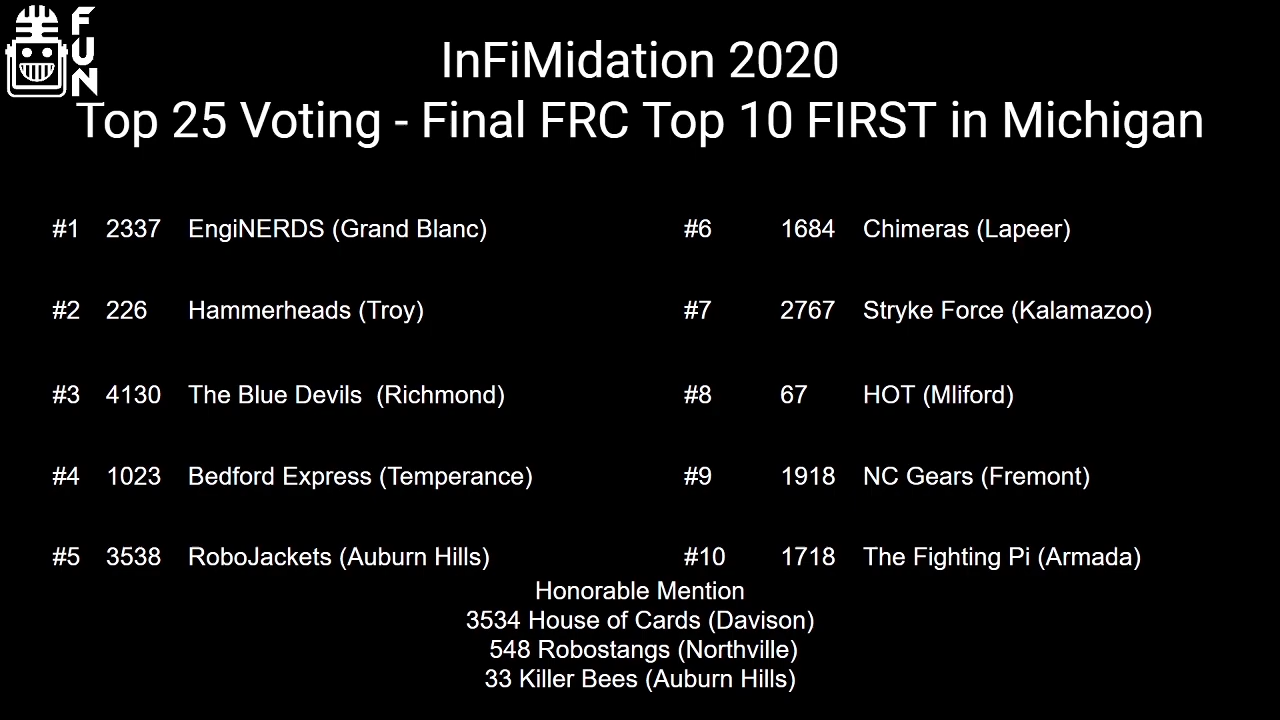 FUN
InFiMidation 2020
Top 25 Voting - Final FRC Top 10 FIRST in Michigan
#1 2337 EngiNERDS (Grand Blanc)
#2 226 Hammerheads (Troy)
#3 4130 The Blue Devils (Richmond)
#4 1023 Bedford Express (Temperance)
#5 3538 RoboJackets (Auburn Hills)
#6 1684 Chimeras (Lapeer)
#7 2767 Stryke Force (Kalamazoo)
#8 67 HOT (Mliford)
#9 1918 NC Gears (Fremont)
#10 1718 The Fighting Pi (Armada)
Honorable Mention
3534 House of Cards (Davison)
548 Robostangs (Northville)
33 Killer Bees (Auburn Hills)